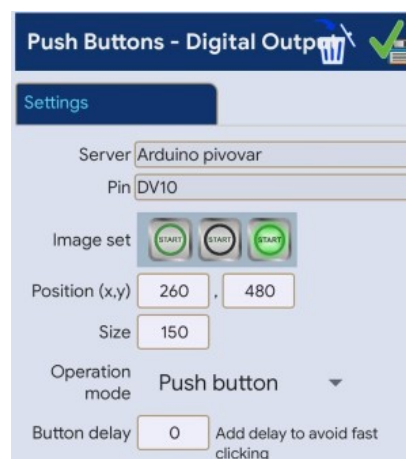 Push Buttons - Digital Output
Settings
Server Arduino pivovar
Pin DV10
Image set START START START
Position (x,y) 260 , 480
Size 150
Operation
mode Push button
Button delay 0 Add delay to avoid fast
clicking